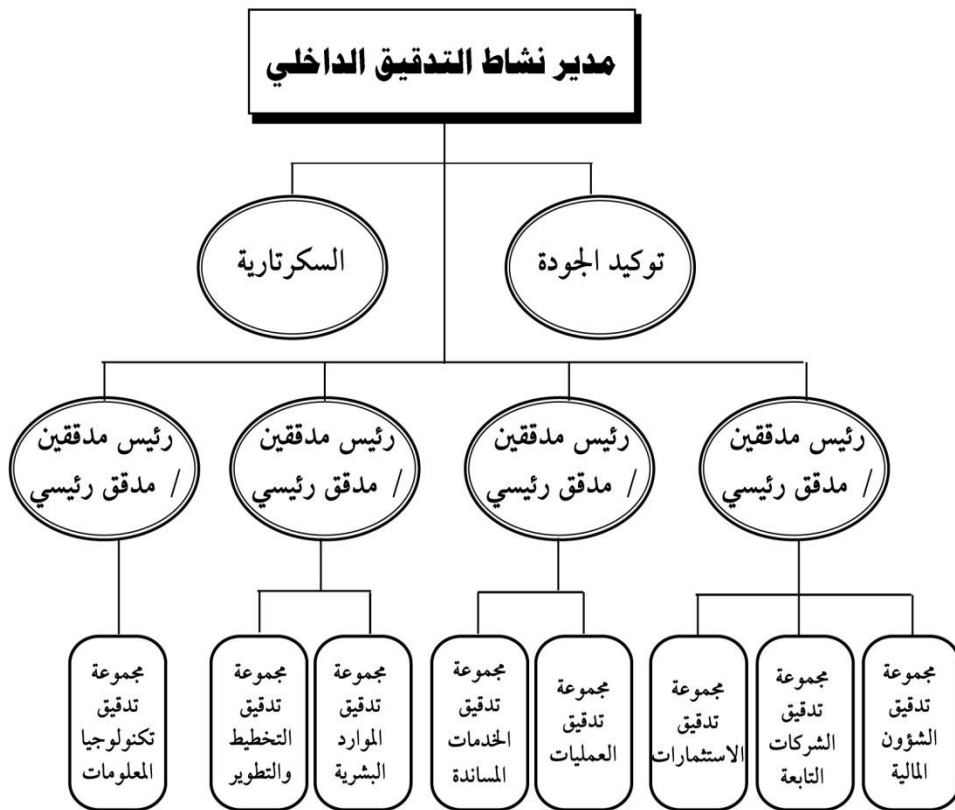 مدير نشاط التدقيق الداخلي
توكيد الجودة
السكرتارية
رئيس مدققين
/ مدقق رئيسي
رئيس مدققين
/ مدقق رئيسي
رئيس مدققين
/ مدقق رئيسي
رئيس مدققين
/ مدقق رئيسي
مجموعة
تدقيق
الشؤون
المالية
مجموعة
تدقيق
الشركات
التابعة
مجموعة
تدقيق
الاستثمارات
مجموعة
تدقيق
العمليات
مجموعة
تدقيق
الخدمات
المساندة
مجموعة
تدقيق
الموارد
البشرية
مجموعة
تدقيق
التخطيط
والتطوير
مجموعة
تدقيق
تكنولوجيا
المعلومات